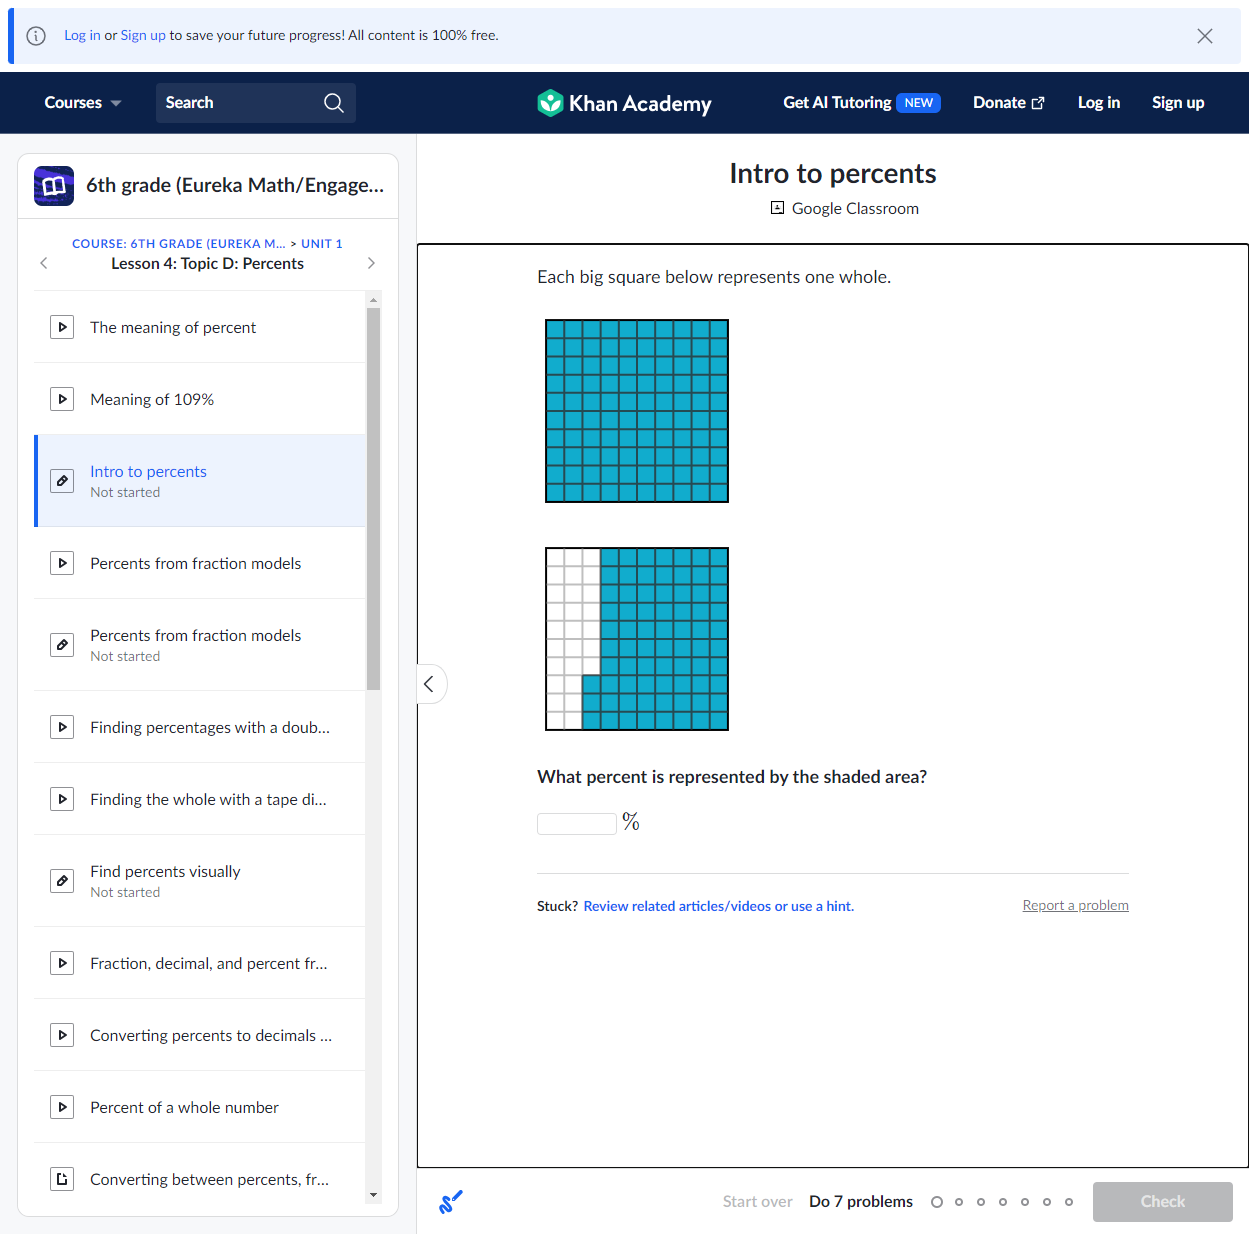 Log in or Sign up to save your future progress! All content is 100% free.
Courses
Search
Khan Academy
Get AI Tutoring NEW
Donate
Log in
Sign up
6th grade (Eureka Math/Engage...
COURSE: 6TH GRADE (EUREKA M... > UNIT 1
Lesson 4: Topic D: Percents
The meaning of percent
Meaning of 109%
Intro to percents
Not started
Percents from fraction models
Percents from fraction models
Not started
Finding percentages with a doub...
Finding the whole with a tape di...
Find percents visually
Not started
Fraction, decimal, and percent fr...
Converting percents to decimals ...
Percent of a whole number
Converting between percents, fr...
Intro to percents
Google Classroom
Each big square below represents one whole.
What percent is represented by the shaded area?
%
Stuck? Review related articles/videos or use a hint.
Report a problem
Start over
Do 7 problems
Check